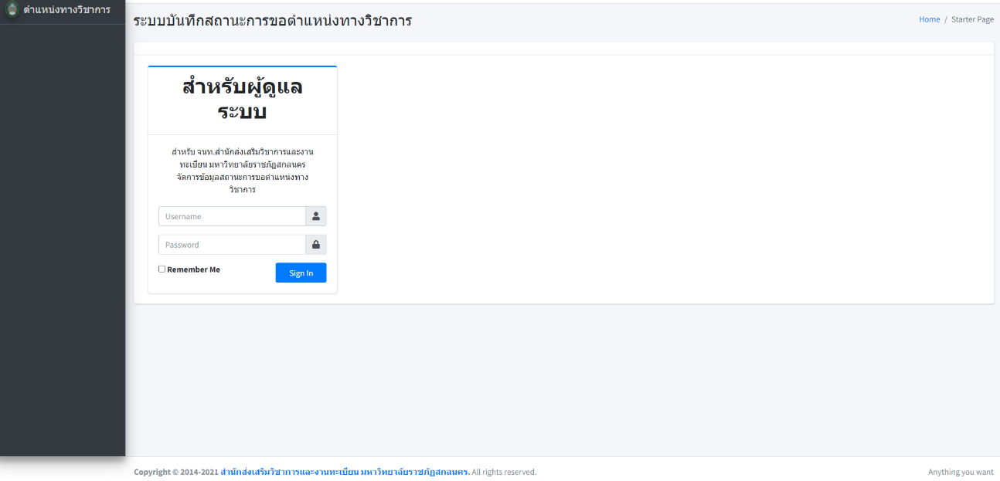 ตำแหน่งทางวิชาการ
ระบบบันทึกสถานะการขอตำแหน่งทางวิชาการ
Home / Starter Page
สำหรับผู้ดูแล
ระบบ
สำหรับ จนท.สำนักส่งเสริมวิชาการและงาน
ทะเบียน มหาวิทยาลัยราชภัฏสกลนคร
จัดการข้อมูลสถานะการขอตำแหน่งทาง
วิชาการ
Username
Password
Remember Me
Sign In
Copyright © 2014-2021 สำนักส่งเสริมวิชาการและงานทะเบียน มหาวิทยาลัยราชภัฏสกลนคร. All rights reserved.
Anything you want